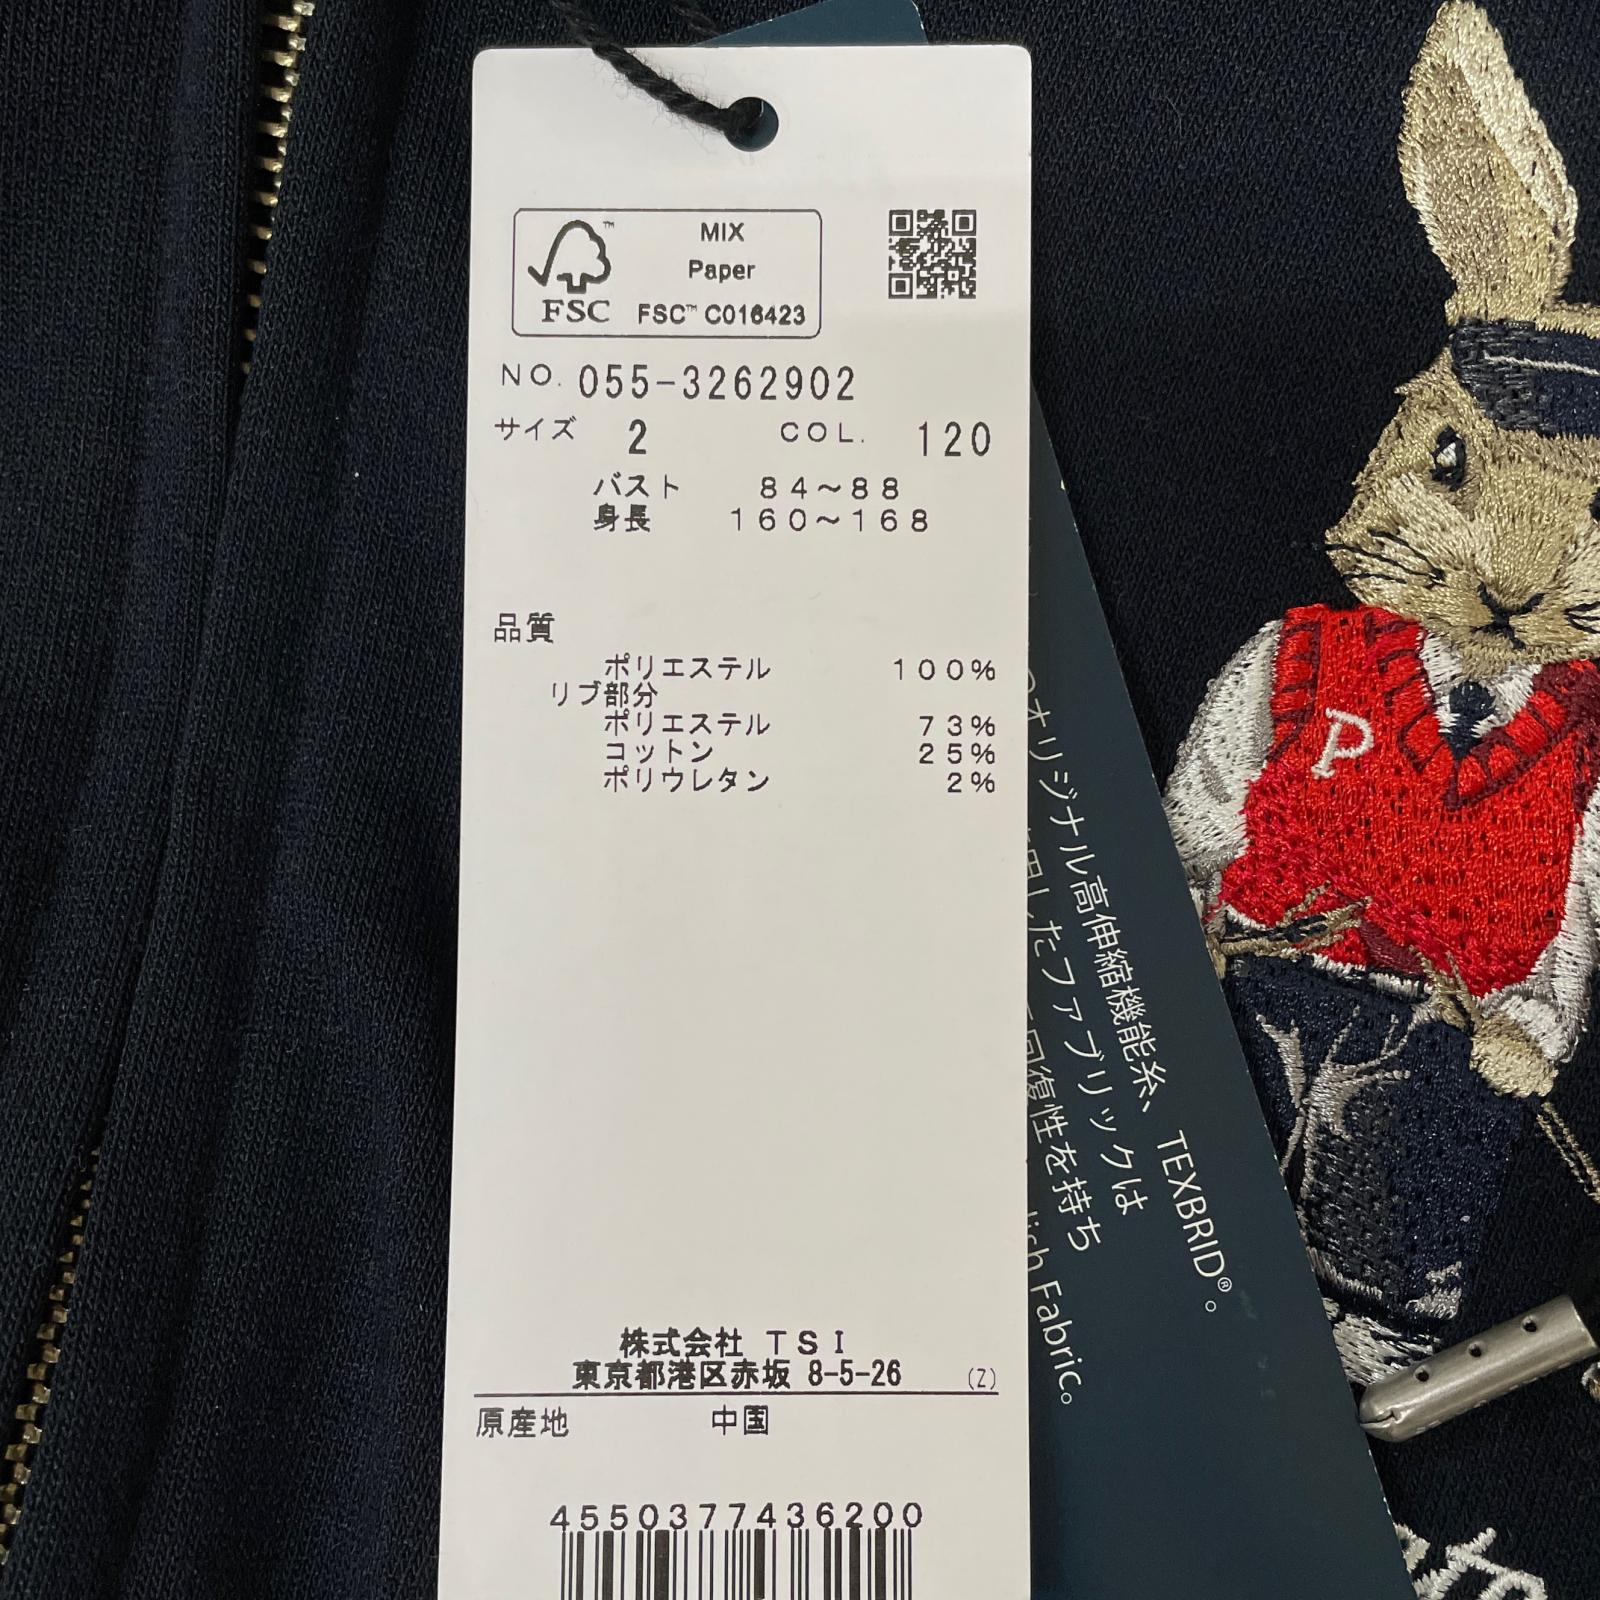 MIX
Paper
FSC™ C016423
FSC
NO. 055-3262902
サイズ 2 COL. 120
バスト 84～88
身長 160～168
品質
ポリエステル 100%
リブ部分
ポリエステル 73%
コットン 25%
ポリウレタン 2%
株式会社 TSI
東京都港区赤坂 8-5-26 (Z)
原産地 中国
4550377436200
オリジナル高伸縮機能糸、 TEXBRID®。
したファブリックは
回復性を持ち
Fabric。
P